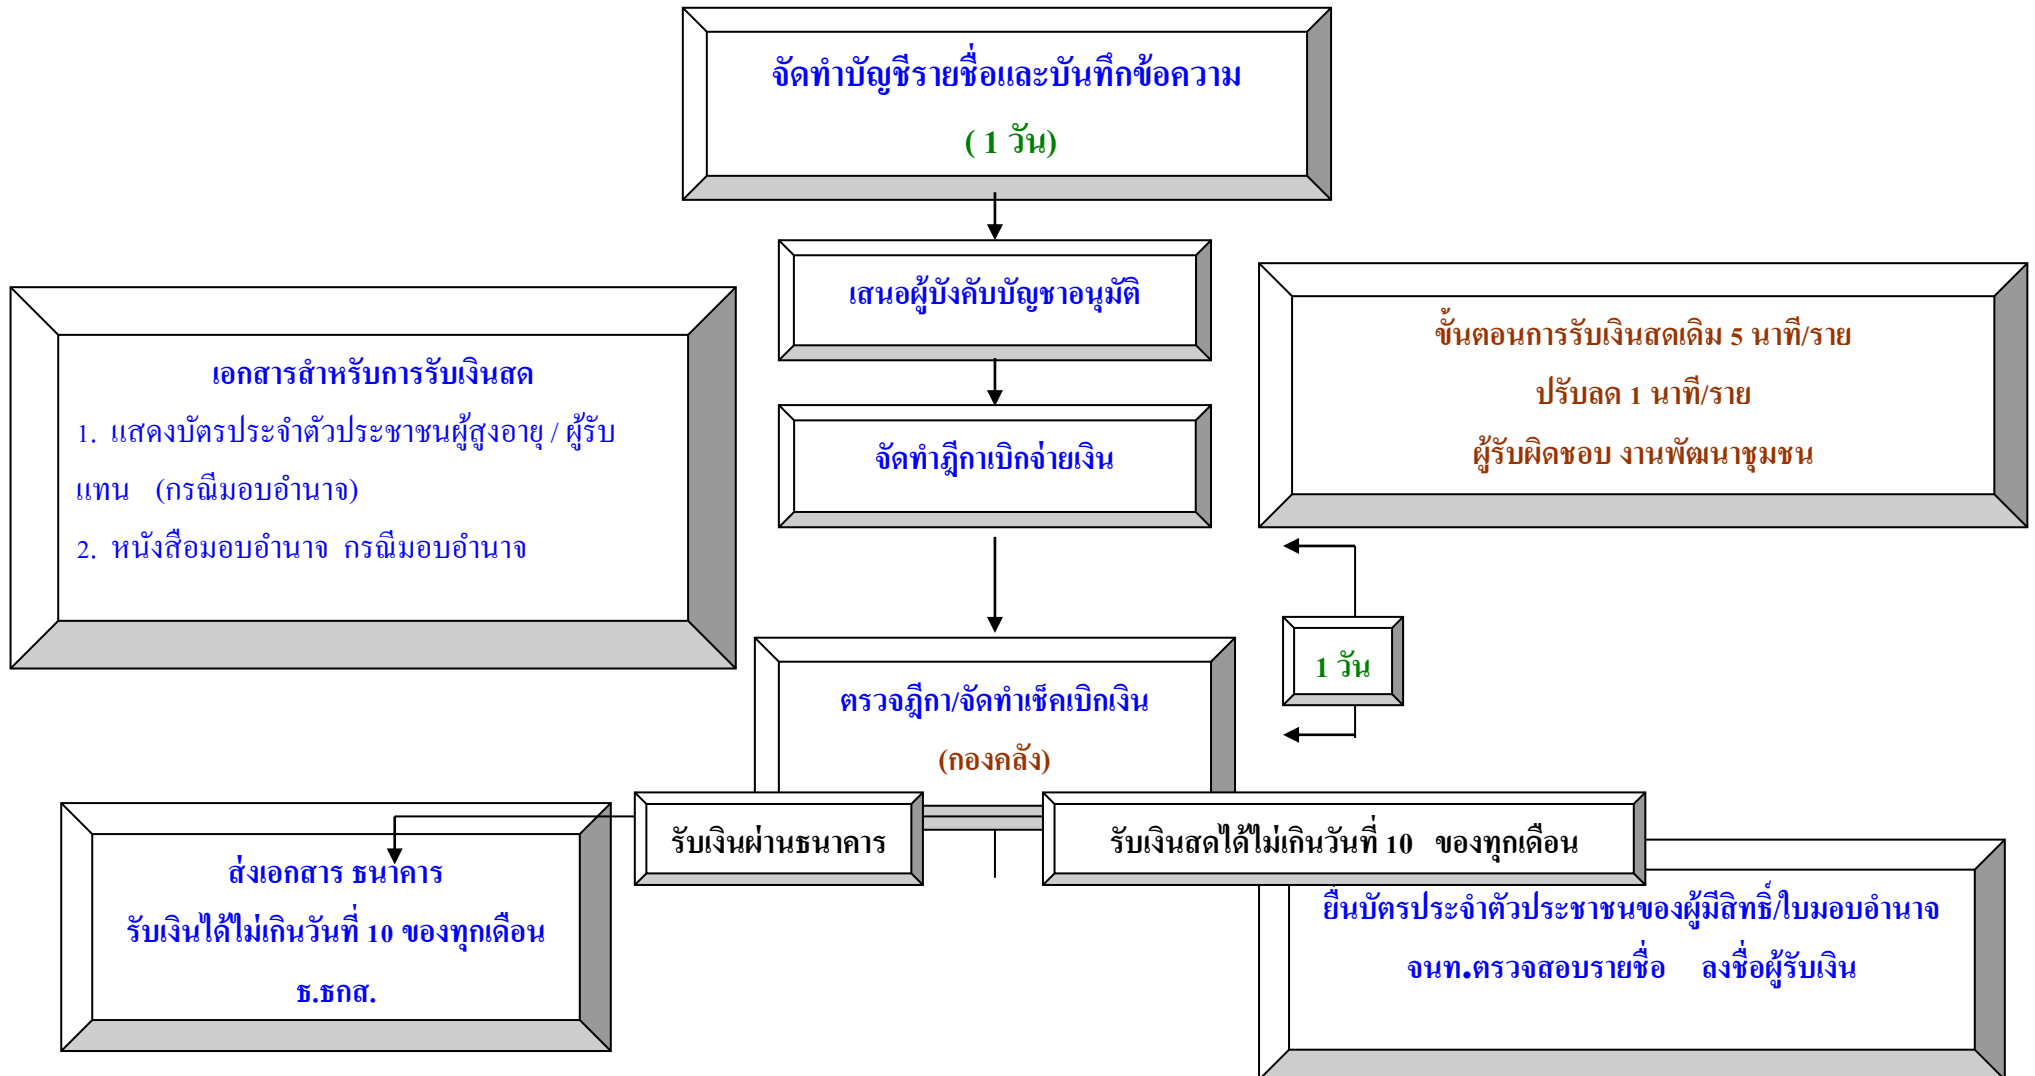 จัดทำบัญชีรายชื่อและบันทึกข้อความ
( 1 วัน)
เสนอผู้บังคับบัญชาอนุมัติ
เอกสารสำหรับการรับเงินสด
1. แสดงบัตรประจำตัวประชาชนผู้สูงอายุ / ผู้รับ
แทน (กรณีมอบอำนาจ)
2. หนังสือมอบอำนาจ กรณีมอบอำนาจ
จัดทำฎีกาเบิกจ่ายเงิน
ขั้นตอนการรับเงินสดเดิม 5 นาที/ราย
ปรับลด 1 นาที/ราย
ผู้รับผิดชอบ งานพัฒนาชุมชน
1 วัน
ตรวจฎีกา/จัดทำเช็คเบิกเงิน
(กองคลัง)
รับเงินผ่านธนาคาร
รับเงินสดได้ไม่เกินวันที่ 10 ของทุกเดือน
ส่งเอกสาร ธนาคาร
รับเงินได้ไม่เกินวันที่ 10 ของทุกเดือน
ธ.ธกส.
ยื่นบัตรประจำตัวประชาชนของผู้มีสิทธิ์/ใบมอบอำนาจ
จนท.ตรวจสอบรายชื่อ ลงชื่อผู้รับเงิน